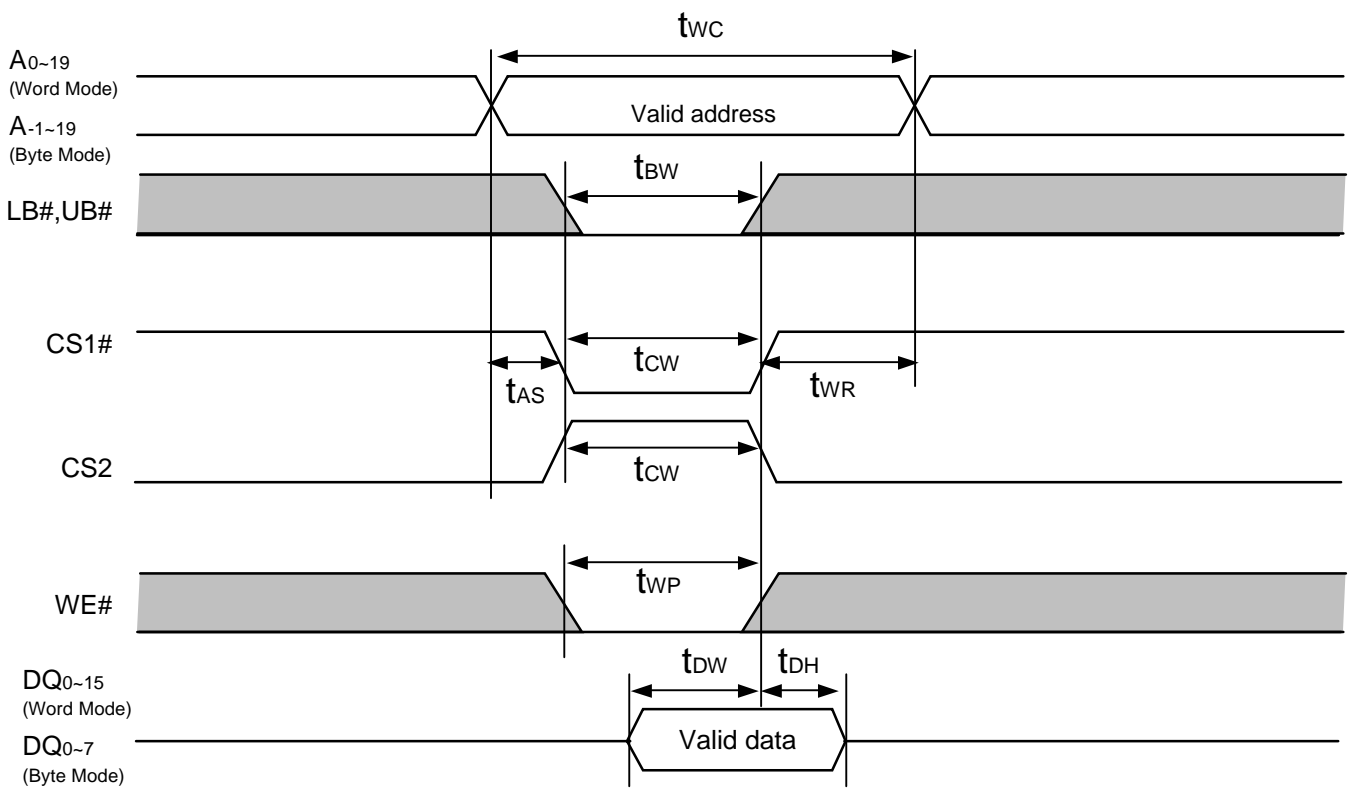 tWC
A0~19
(Word Mode)
Valid address
A-1~19
(Byte Mode)
tBW
LB#,UB#
CS1#
tCW
tAS
tWR
CS2
tCW
WE#
tWP
tDW
tDH
DQ0~15
(Word Mode)
DQ0~7
Valid data
(Byte Mode)